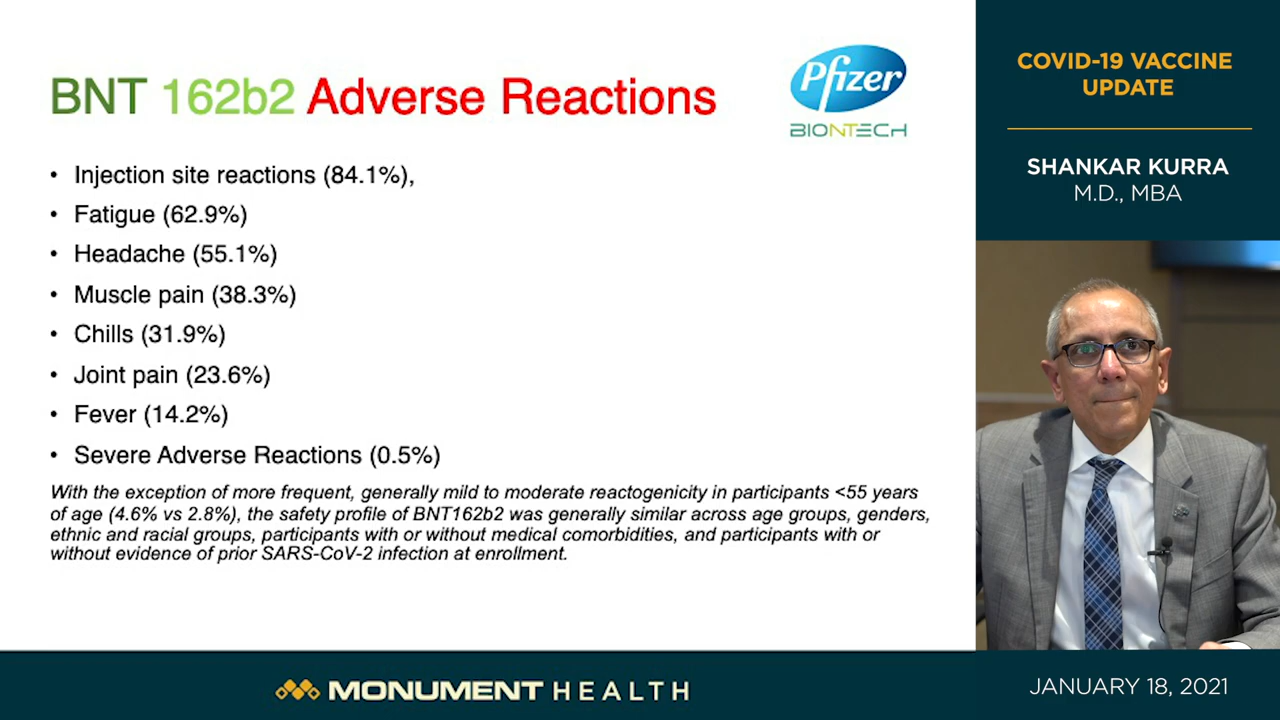 BNT 162b2 Adverse Reactions
Pfizer
BIONTECH
• Injection site reactions (84.1%),
• Fatigue (62.9%)
• Headache (55.1%)
• Muscle pain (38.3%)
• Chills (31.9%)
• Joint pain (23.6%)
• Fever (14.2%)
• Severe Adverse Reactions (0.5%)
With the exception of more frequent, generally mild to moderate reactogenicity in participants <55 years
of age (4.6% vs 2.8%), the safety profile of BNT162b2 was generally similar across age groups, genders,
ethnic and racial groups, participants with or without medical comorbidities, and participants with or
without evidence of prior SARS-CoV-2 infection at enrollment.
COVID-19 VACCINE
UPDATE
SHANKAR KURRA
M.D., MBA
MONUMENT HEALTH
JANUARY 18, 2021